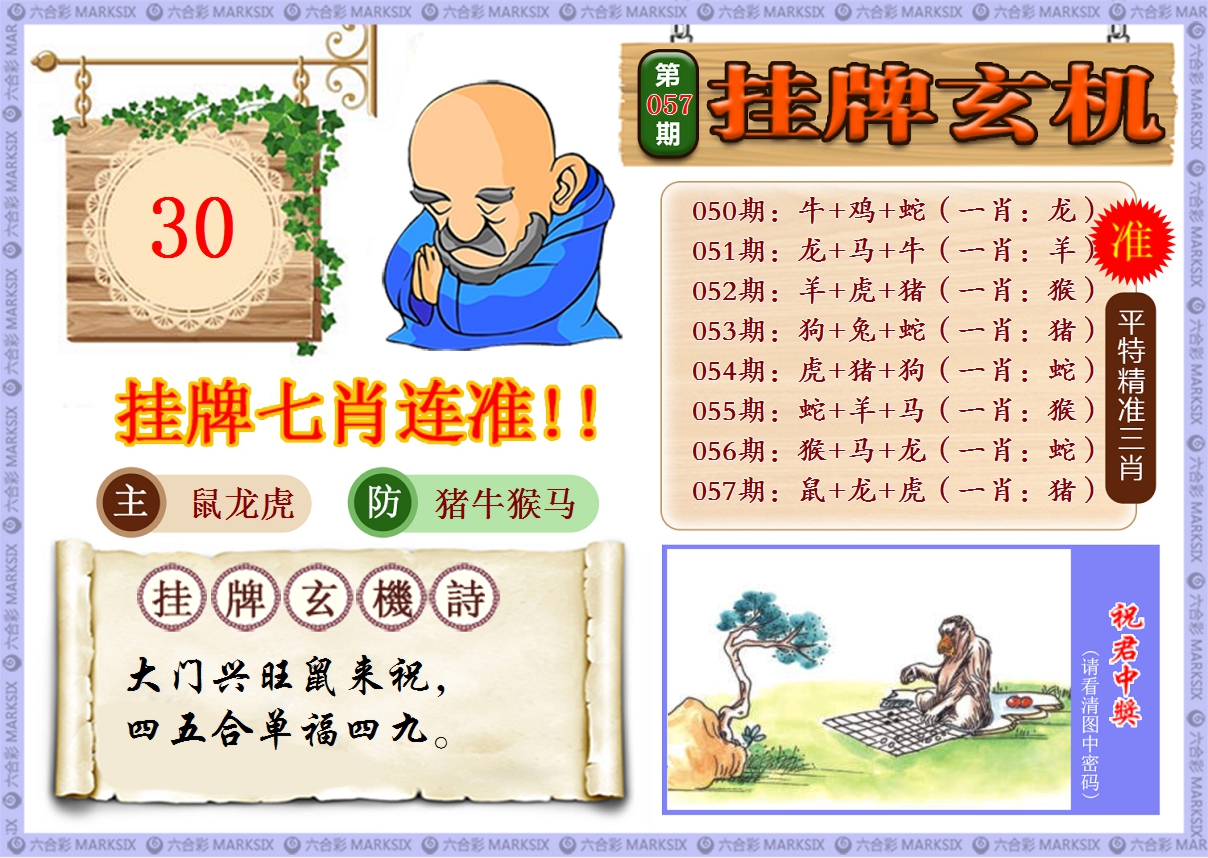 六合彩 MARKSIX
30
挂牌七肖连准!!
主 鼠龙虎
防 猪牛猴马
挂牌玄機詩
大门兴旺鼠来祝，
四五合单福四九。
第
057
期
挂牌玄机
050期：牛+鸡+蛇（一肖：龙）
051期：龙+马+牛（一肖：羊）
052期：羊+虎+猪（一肖：猴）
053期：狗+兔+蛇（一肖：猪）
054期：虎+猪+狗（一肖：蛇）
055期：蛇+羊+马（一肖：猴）
056期：猴+马+龙（一肖：蛇）
057期：鼠+龙+虎（一肖：猪）
准
平特精准三肖
祝君中奖
（请看清图中密码）